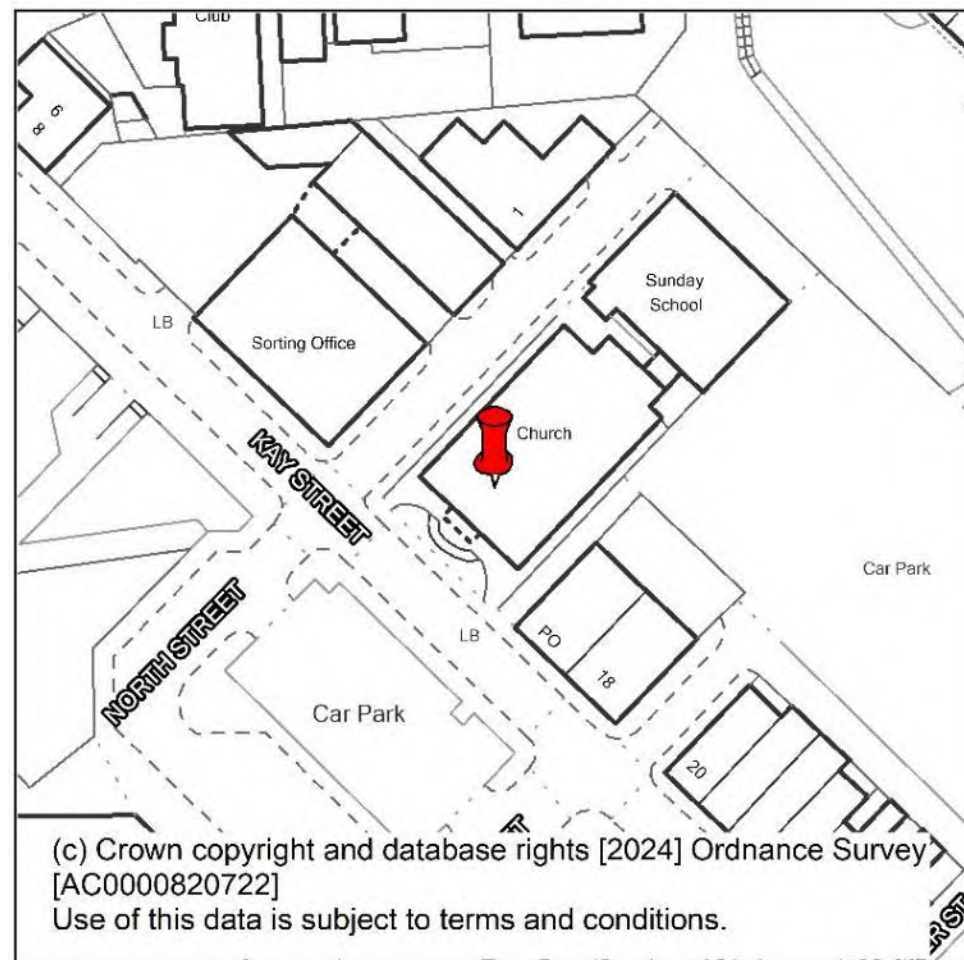 Club
6
8
1
Sunday
School
LB
Sorting Office
Church
KAY STREET
Car Park
NORTH STREET
LB
PO
18
Car Park
20
(c) Crown copyright and database rights [2024] Ordnance Survey
[AC0000820722]
Use of this data is subject to terms and conditions.